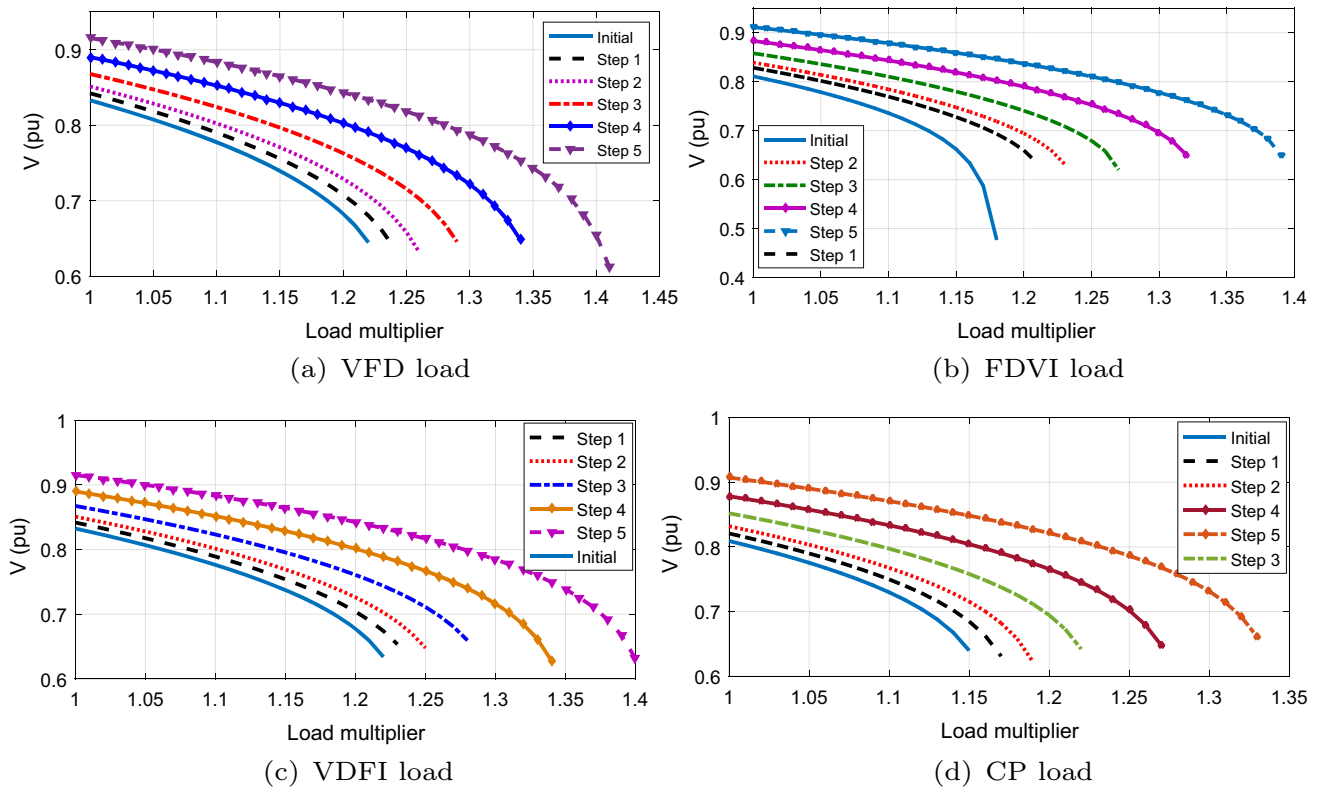 V (pu)
0.9
0.8
0.7
0.6
1
1.05
1.1
1.15
1.2
1.25
1.3
1.35
1.4
1.45
Load multiplier
Initial
Step 1
Step 2
Step 3
Step 4
Step 5
(a) VFD load
V (pu)
0.9
0.8
0.7
0.6
0.5
0.4
1
1.05
1.1
1.15
1.2
1.25
1.3
1.35
1.4
Load multiplier
Initial
Step 2
Step 3
Step 4
Step 5
Step 1
(b) FDVI load
V (pu)
1
0.9
0.8
0.7
0.6
1
1.05
1.1
1.15
1.2
1.25
1.3
1.35
1.4
Load multiplier
Step 1
Step 2
Step 3
Step 4
Step 5
Initial
(c) VDFI load
V (pu)
1
0.9
0.8
0.7
0.6
1
1.05
1.1
1.15
1.2
1.25
1.3
1.35
Load multiplier
Initial
Step 1
Step 2
Step 4
Step 5
Step 3
(d) CP load